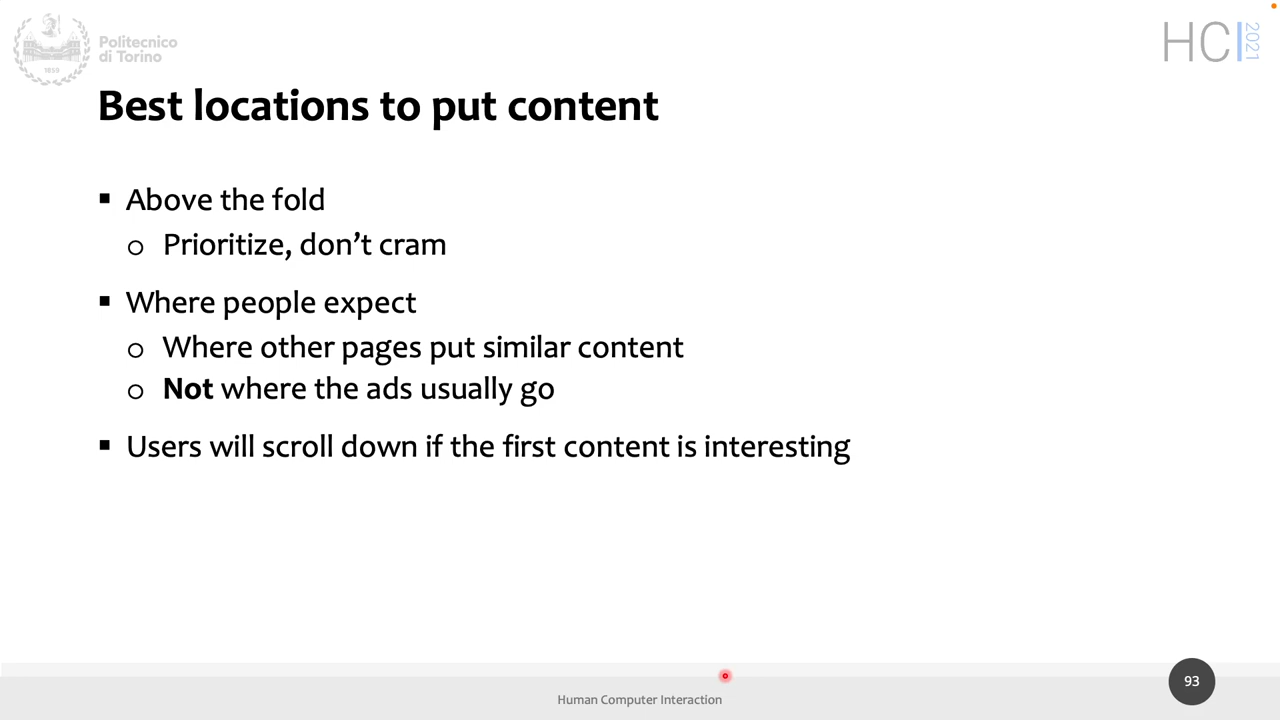 Politecnico
di Torino
1859
HCI 2021
Best locations to put content
▪ Above the fold
o Prioritize, don’t cram
▪ Where people expect
o Where other pages put similar content
o Not where the ads usually go
▪ Users will scroll down if the first content is interesting
Human Computer Interaction
93